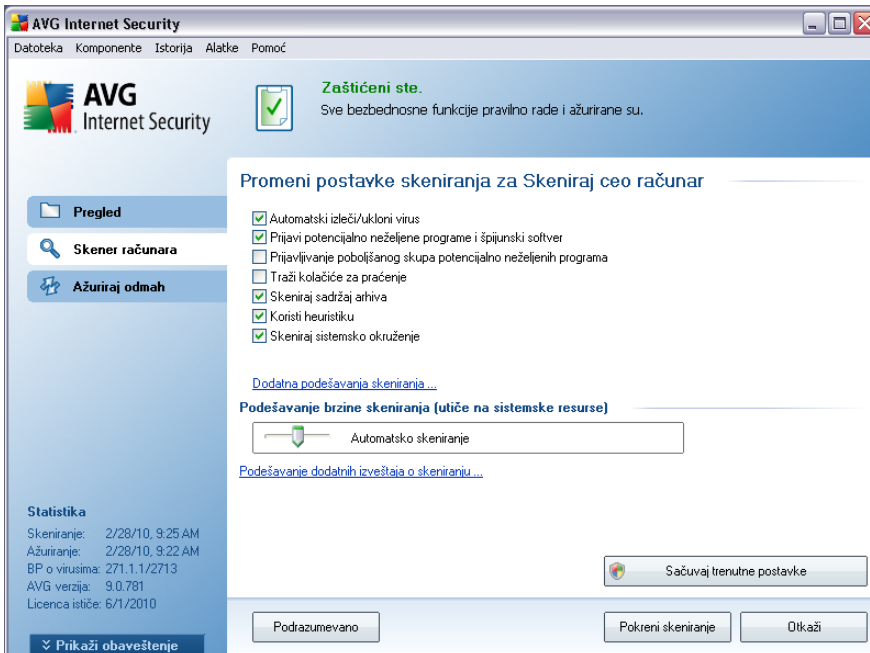 AVG Internet Security
Datoteka Komponente Istorija Alatke Pomoć
AVG
Internet Security
Zaštićeni ste.
Sve bezbednosne funkcije pravilno rade i ažurirane su.
Pregled
Skener računara
Ažuriraj odmah
Promeni postavke skeniranja za Skeniraj ceo računar
Automatski izleči/ukloni virus
Prijavi potencijalno neželjene programe i špijunski softver
Prijavljivanje poboljšanog skupa potencijalno neželjenih programa
Traži kolačiće za praćenje
Skeniraj sadržaj arhiva
Koristi heuristiku
Skeniraj sistemsko okruženje
Dodatna podešavanja skeniranja ...
Podešavanje brzine skeniranja (utiče na sistemske resurse)
Automatsko skeniranje
Podešavanje dodatnih izveštaja o skeniranju ...
Statistika
Skeniranje: 2/28/10, 9:25 AM
Ažuriranje: 2/28/10, 9:22 AM
BP o virusima: 271.1.1/2713
AVG verzija: 9.0.781
Licenca ističe: 6/1/2010
Prikaži obaveštenje
Sačuvaj trenutne postavke
Podrazumevano
Pokreni skeniranje
Otkaži